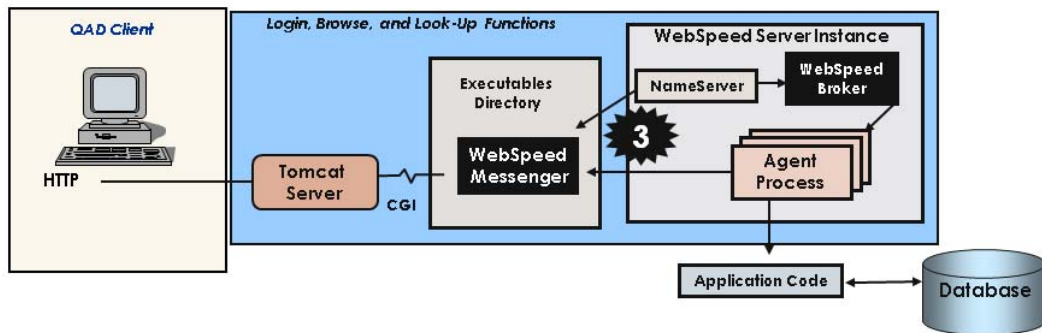 QAD Client
HTTP
Login, Browse, and Look-Up Functions
Tomcat
Server
CGI
Executables
Directory
WebSpeed
Messenger
3
WebSpeed Server Instance
NameServer
WebSpeed
Broker
Agent
Process
Application Code
Database